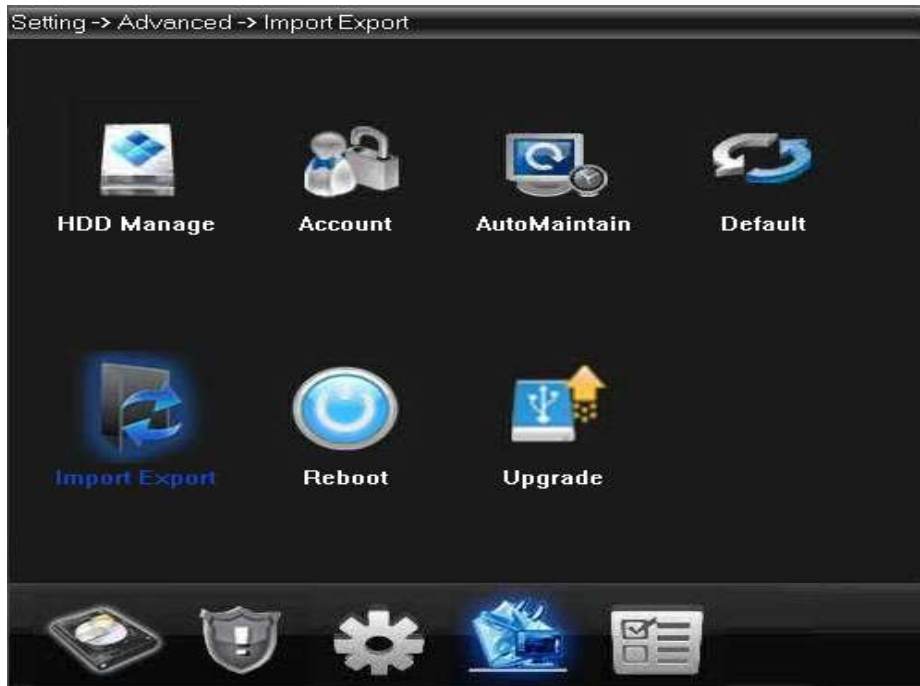 Setting -> Advanced -> Import Export
HDD Manage
Account
AutoMaintain
Default
Import Export
Reboot
Upgrade